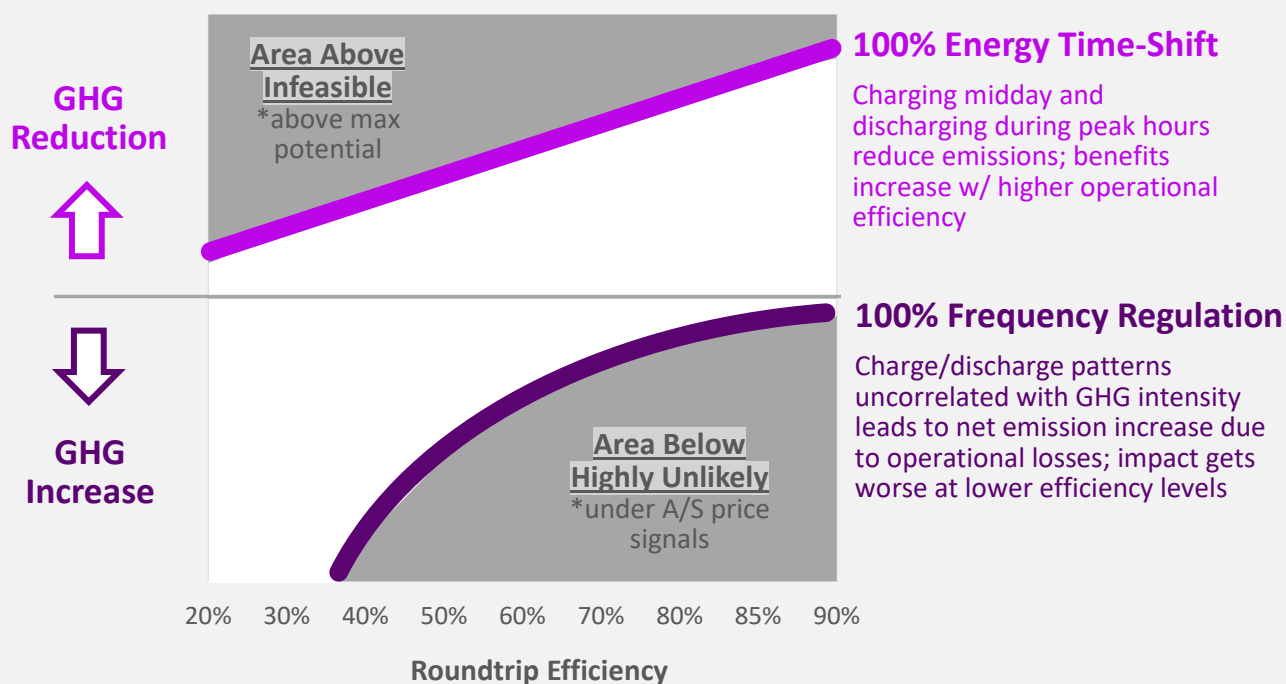 Area Above
Infeasible
*above max
potential
GHG
Reduction
100% Energy Time-Shift
Charging midday and
discharging during peak hours
reduce emissions; benefits
increase w/ higher operational
efficiency
GHG
Increase
Area Below
Highly Unlikely
*under A/S price
signals
100% Frequency Regulation
Charge/discharge patterns
uncorrelated with GHG intensity
leads to net emission increase due
to operational losses; impact gets
worse at lower efficiency levels
20% 30% 40% 50% 60% 70% 80% 85% 90%
Roundtrip Efficiency